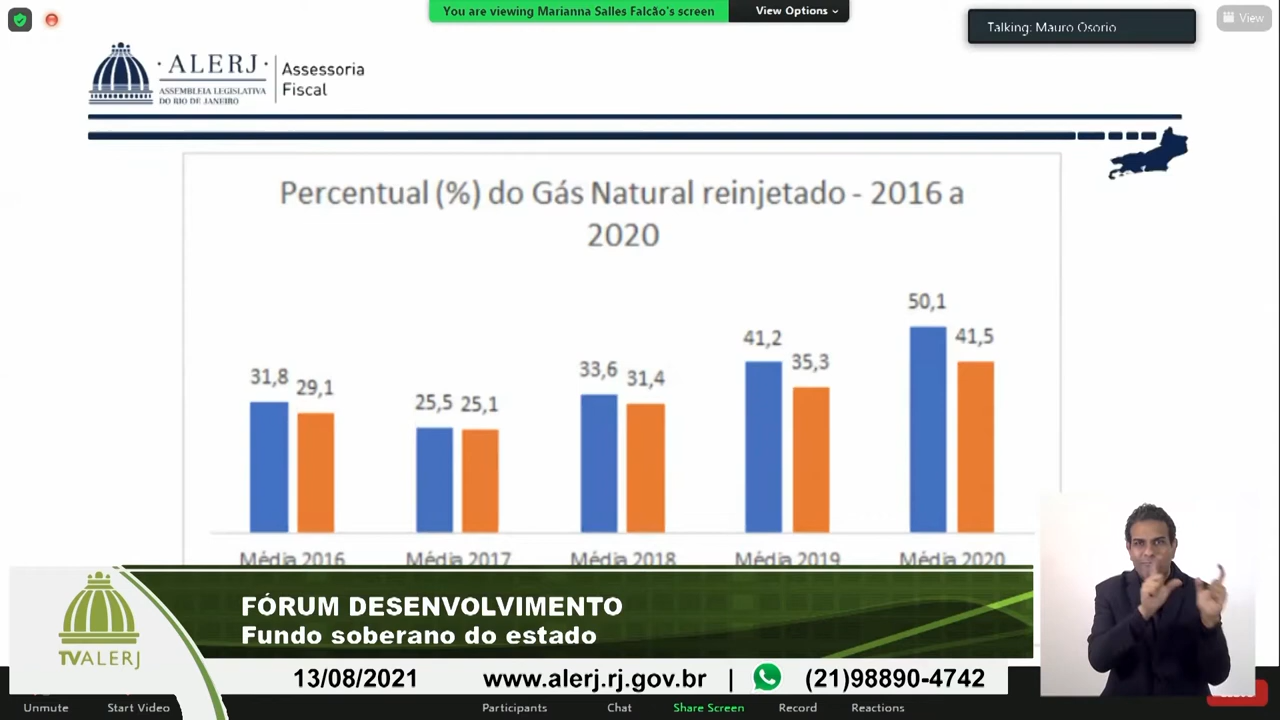 You are viewing Marianna Salles Falcão's screen
View Options
Talking: Mauro Osorio
View
· ALERJ ·
ASSEMBLEIA LEGISLATIVA
DO RIO DE JANEIRO
Assessoria
Fiscal
Percentual (%) do Gás Natural reinjetado - 2016 a
2020
31,8
29,1
25,5
25,1
33,6
31,4
41,2
35,3
50,1
41,5
Média 2016
Média 2017
Média 2018
Média 2019
Média 2020
TVALERJ
FÓRUM DESENVOLVIMENTO
Fundo soberano do estado
13/08/2021
www.alerj.rj.gov.br | (21)98890-4742
Unmute
Start Video
Participants
Chat
Share Screen
Record
Reactions